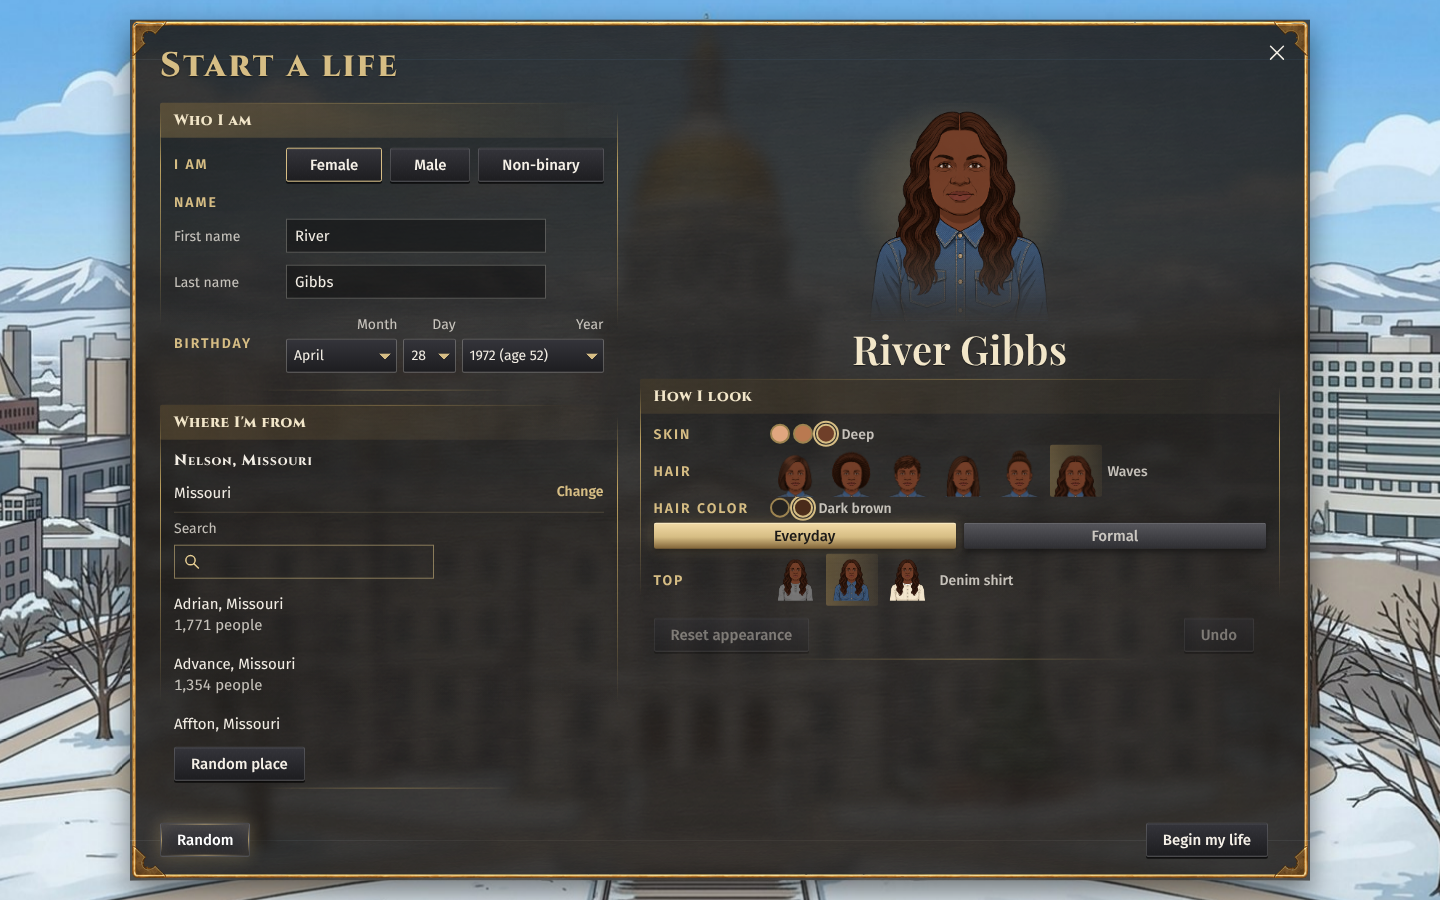 Start a life
Who I am
I AM
Female
Male
Non-binary
NAME
First name
River
Last name
Gibbs
Month
Day
Year
BIRTHDAY
April
28
1972 (age 52)
Where I'm from
Nelson, Missouri
Missouri
Change
Search
Adrian, Missouri
1,771 people
Advance, Missouri
1,354 people
Affton, Missouri
Random place
Random
River Gibbs
How I look
SKIN
Deep
HAIR
Waves
HAIR COLOR
Dark brown
Everyday
Formal
TOP
Denim shirt
Reset appearance
Undo
Begin my life